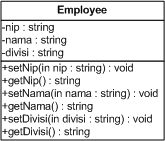 Employee
-nip : string
-nama : string
-divisi : string
+setNip(in nip : string) : void
+getNip() : string
+setNama(in nama : string) : void
+getNama() : string
+setDivisi(in divisi : string) : void
+getDivisi() : string